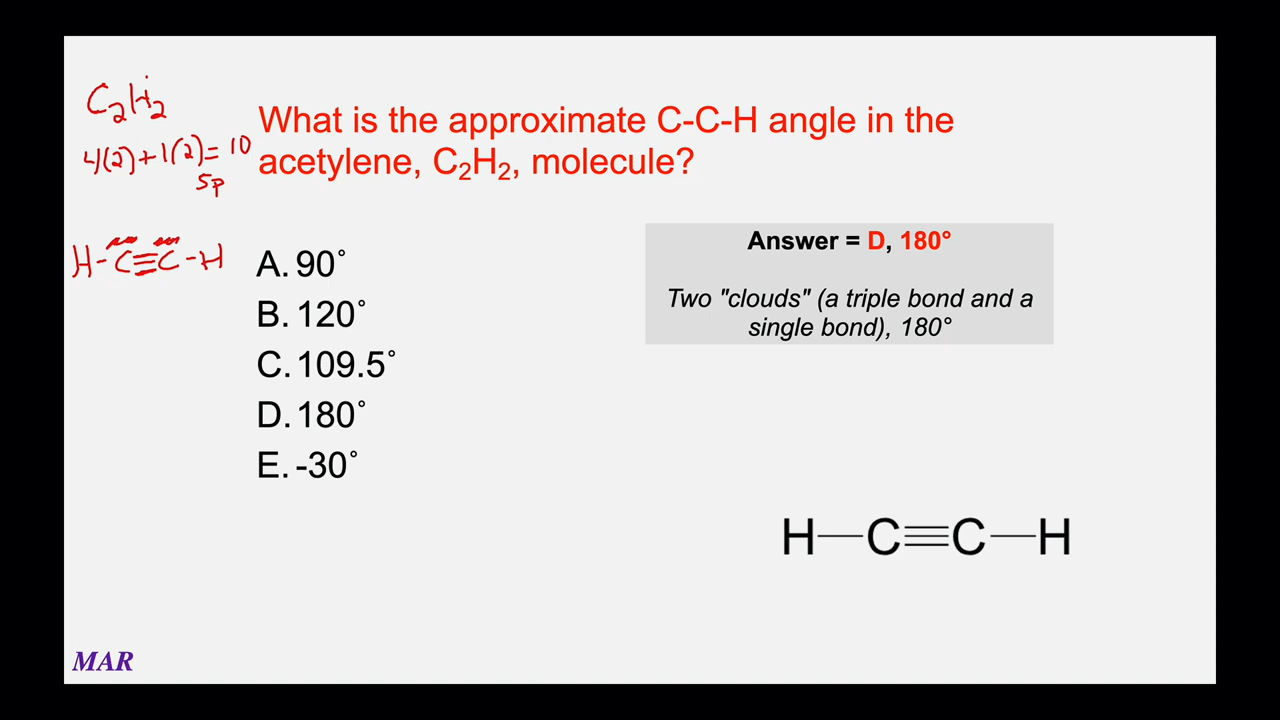 C₂H₂
4(2)+1(2)=10
5p
What is the approximate C-C-H angle in the
acetylene, C₂H₂, molecule?
H-C≡C-H
A. 90˚
B. 120˚
C. 109.5˚
D. 180˚
E. -30˚
Answer = D, 180°
Two "clouds" (a triple bond and a
single bond), 180°
H—C≡C—H
MAR